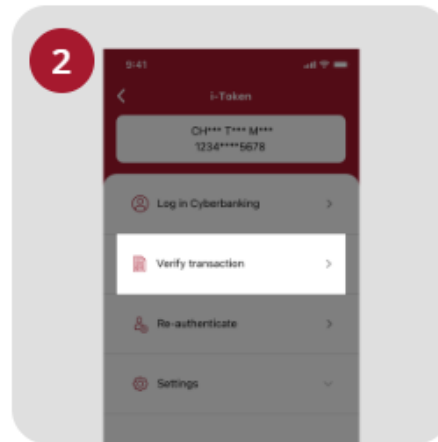 2
9:41
i-Token
CH*** T*** M***
1234****5678
Log in Cyberbanking
Verify transaction
Re-authenticate
Settings